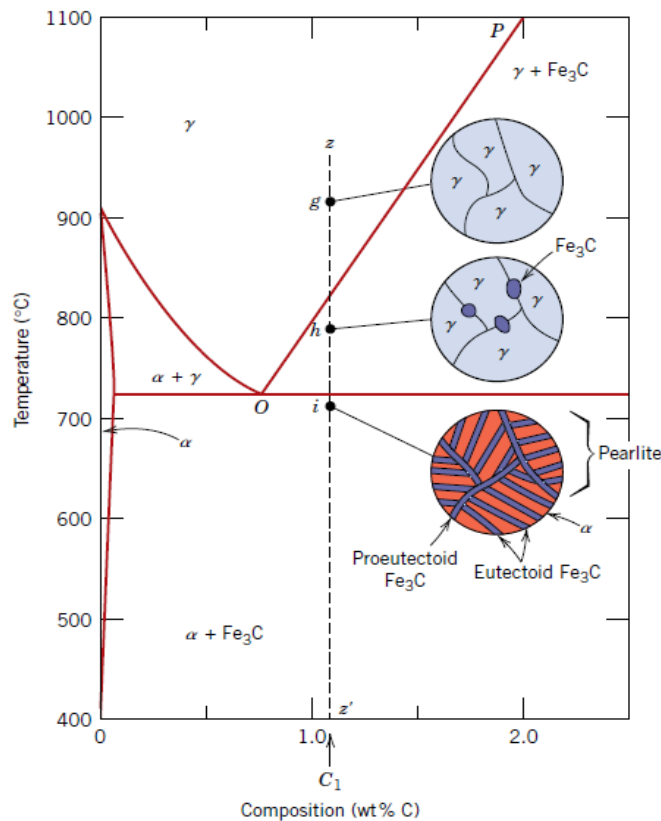 1100
P
γ + Fe₃C
1000
γ
z
γ
γ
γ
γ
g
900
Fe₃C
γ
γ
γ
γ
800
h
α + γ
O
i
700
α
Pearlite
600
α
Proeutectoid
Fe₃C
Eutectoid Fe₃C
500
α + Fe₃C
400
z′
0
1.0
2.0
C₁
Composition (wt% C)
Temperature (°C)